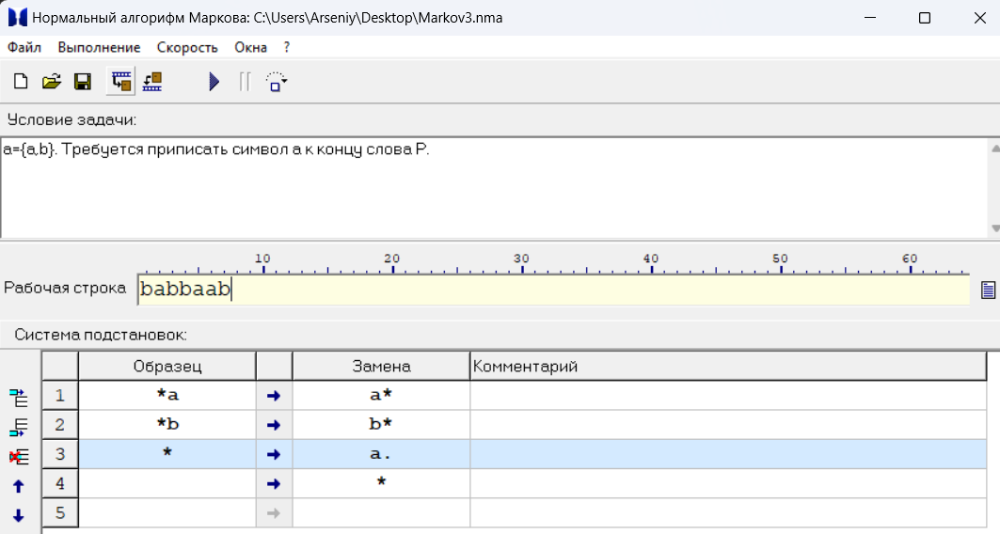 Нормальный алгорифм Маркова: C:\Users\Arseniy\Desktop\Markov3.nma
Файл Выполнение Скорость Окна ?
Условие задачи:
a={a,b}. Требуется приписать символ a к концу слова P.
10 20 30 40 50 60
Рабочая строка babbaab
Система подстановок:
Образец Замена Комментарий
1 *a → a*
2 *b → b*
3 * → a.
4 → *
5 →